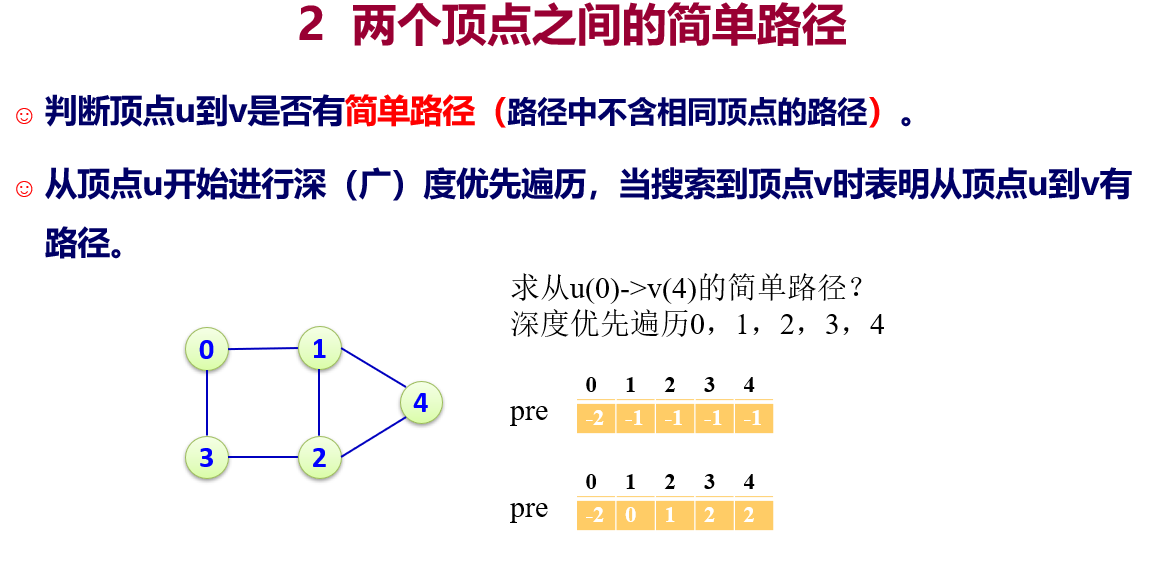 2 两个顶点之间的简单路径
☺ 判断顶点u到v是否有简单路径（路径中不含相同顶点的路径）。
☺ 从顶点u开始进行深（广）度优先遍历，当搜索到顶点v时表明从顶点u到v有
路径。
求从u(0)->v(4)的简单路径？
深度优先遍历0，1，2，3，4
0 1
4
3 2
0 1 2 3 4
pre -2 -1 -1 -1 -1
0 1 2 3 4
pre -2 0 1 2 2